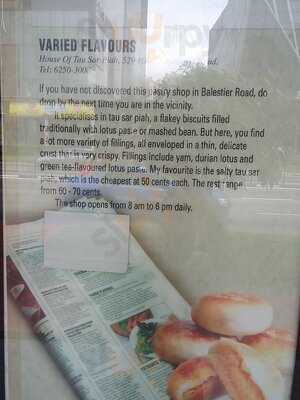 VARIED FLAVOURS
House Of Tau Sar Piah, 529
Tel: 6250-300
If you have not discovered this pastry shop in Balestier Road, do
drop by the next time you are in the vicinity.
It specialises in tau sar piah, a flakey biscuits filled
traditionally with lotus paste or mashed bean. But here, you find
a lot more variety of fillings, all enveloped in a thin, delicate
crust that is very crispy. Fillings include yam, durian lotus and
green tea-flavoured lotus paste. My favourite is the salty tau sar
piah, which is the cheapest at 50 cents each. The rest range
from 60 - 70 cents.
The shop opens from 8 am to 6 pm daily.